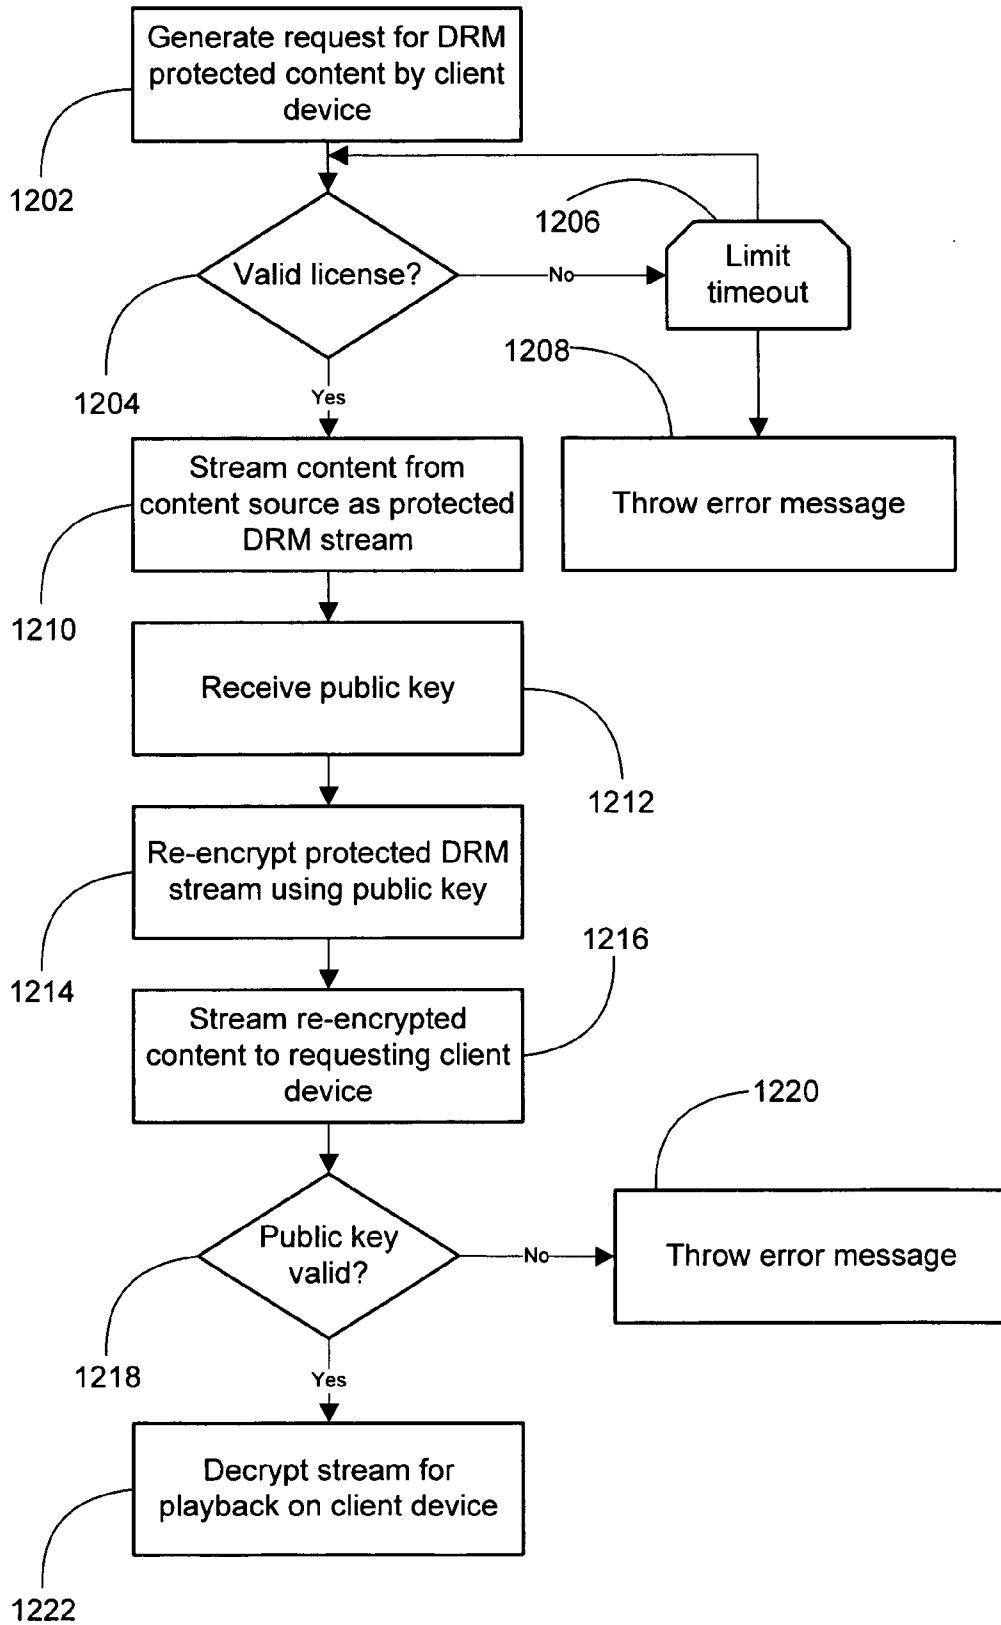 Generate request for DRM
protected content by client
device
1202
1206
Valid license?
No
Limit
timeout
1204
Yes
1208
Stream content from
content source as protected
DRM stream
Throw error message
1210
Receive public key
1212
Re-encrypt protected DRM
stream using public key
1214
1216
Stream re-encrypted
content to requesting client
device
1220
Public key
valid?
No
Throw error message
1218
Yes
Decrypt stream for
playback on client device
1222